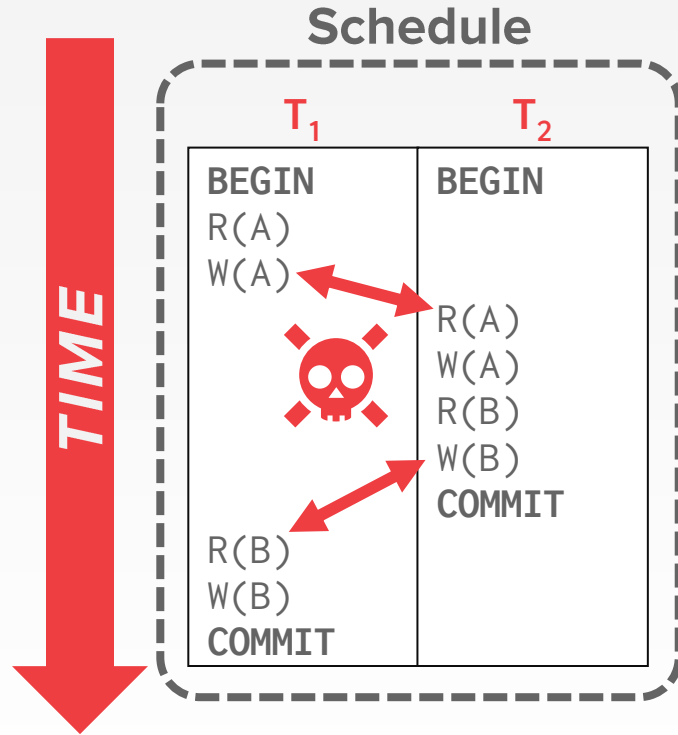 Schedule
TIME
T1 T2
BEGIN BEGIN
R(A)
W(A)
R(A)
W(A)
R(B)
W(B)
COMMIT
R(B)
W(B)
COMMIT